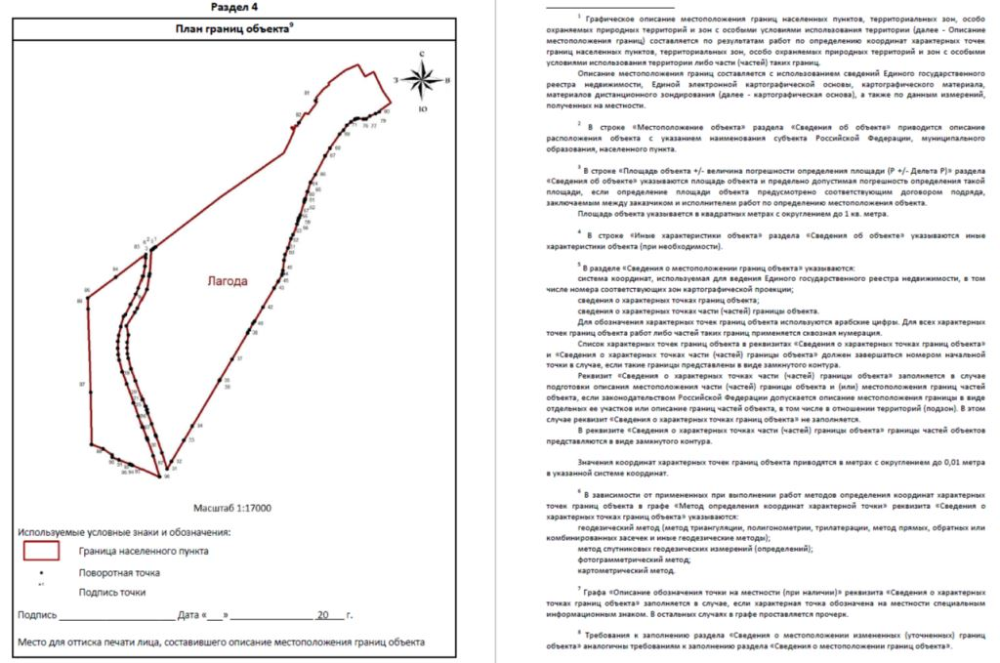 Раздел 4
План границ объекта⁹
С
З
В
Ю
Лагода
Масштаб 1:17000
Используемые условные знаки и обозначения:
Граница населенного пункта
Поворотная точка
Подпись точки
Подпись ______________________ Дата «___» ________________ 20___ г.
Место для оттиска печати лица, составившего описание местоположения границ объекта
¹ Графическое описание местоположения границ населенных пунктов, территориальных зон, особо
охраняемых природных территорий и зон с особыми условиями использования территории (далее - Описание
местоположения границ) составляется по результатам работ по определению координат характерных точек
границ населенных пунктов, территориальных зон, особо охраняемых природных территорий и зон с особыми
условиями использования территории либо части (частей) таких границ.
Описание местоположения границ составляется с использованием сведений Единого государственного
реестра недвижимости, Единой электронной картографической основы, картографического материала,
материалов дистанционного зондирования (далее - картографическая основа), а также по данным измерений,
полученных на местности.
² В строке «Местоположение объекта» раздела «Сведения об объекте» приводится описание
расположения объекта с указанием наименования субъекта Российской Федерации, муниципального
образования, населенного пункта.
³ В строке «Площадь объекта +/- величина погрешности определения площади (Р +/- Дельта Р)» раздела
«Сведения об объекте» указываются площадь объекта и предельно допустимая погрешность определения такой
площади, если определение площади объекта предусмотрено соответствующим договором подряда,
заключаемым между заказчиком и исполнителем работ по определению местоположения объекта.
Площадь объекта указывается в квадратных метрах с округлением до 1 кв. метра.
⁴ В строке «Иные характеристики объекта» раздела «Сведения об объекте» указываются иные
характеристики объекта (при необходимости).
⁵ В разделе «Сведения о местоположении границ объекта» указываются:
система координат, используемая для ведения Единого государственного реестра недвижимости, в том
числе номера соответствующих зон картографической проекции;
сведения о характерных точках границ объекта;
сведения о характерных точках части (частей) границы объекта.
Для обозначения характерных точек границ объекта используются арабские цифры. Для всех характерных
точек границ объекта работ либо частей таких границ применяется сквозная нумерация.
Список характерных точек границ объекта в реквизитах «Сведения о характерных точках границ объекта»
и «Сведения о характерных точках части (частей) границы объекта» должен завершаться номером начальной
точки в случае, если такие границы представлены в виде замкнутого контура.
Реквизит «Сведения о характерных точках части (частей) границы объекта» заполняется в случае
подготовки описания местоположения части (частей) границы объекта и (или) местоположения границ частей
объекта, если законодательством Российской Федерации допускается описание местоположения границы в виде
отдельных ее участков или описание границ частей объекта, в том числе в отношении территорий (подзон). В этом
случае реквизит «Сведения о характерных точках границ объекта» не заполняется.
В реквизите «Сведения о характерных точках части (частей) границы объекта» границы частей объектов
представляются в виде замкнутого контура.
Значения координат характерных точек границ объекта приводятся в метрах с округлением до 0,01 метра
в указанной системе координат.
⁶ В зависимости от примененных при выполнении работ методов определения координат характерных
точек границ объекта в графе «Метод определения координат характерной точки» реквизита «Сведения о
характерных точках границ объекта» указываются:
геодезический метод (метод триангуляции, полигонометрии, трилатерации, метод прямых, обратных или
комбинированных засечек и иные геодезические методы);
метод спутниковых геодезических измерений (определений);
фотограмметрический метод;
картометрический метод.
⁷ Графа «Описание обозначения точки на местности (при наличии)» реквизита «Сведения о характерных
точках границ объекта» заполняется в случае, если характерная точка обозначена на местности специальным
информационным знаком. В остальных случаях в графе проставляется прочерк.
⁸ Требования к заполнению раздела «Сведения о местоположении измененных (уточненных) границ
объекта» аналогичны требованиям к заполнению раздела «Сведения о местоположении границ объекта».